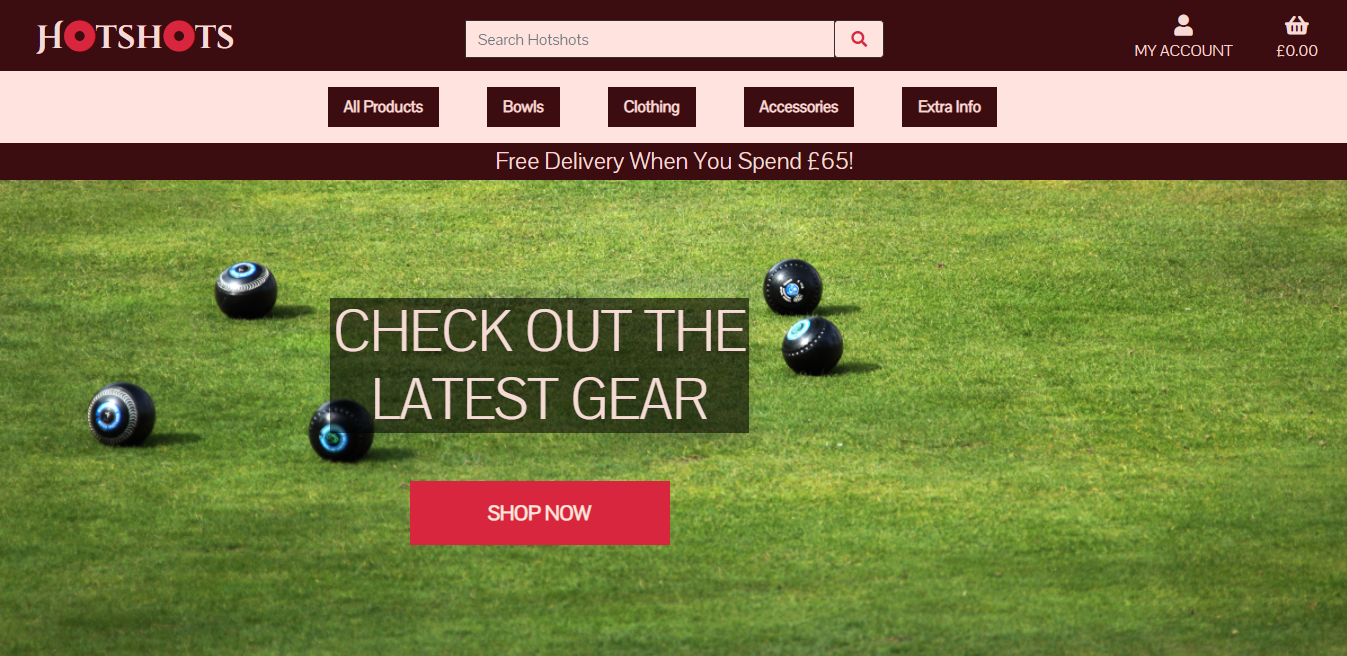 HOTSHOTS
Search Hotshots
MY ACCOUNT
£0.00
All Products
Bowls
Clothing
Accessories
Extra Info
Free Delivery When You Spend £65!
CHECK OUT THE
LATEST GEAR
SHOP NOW